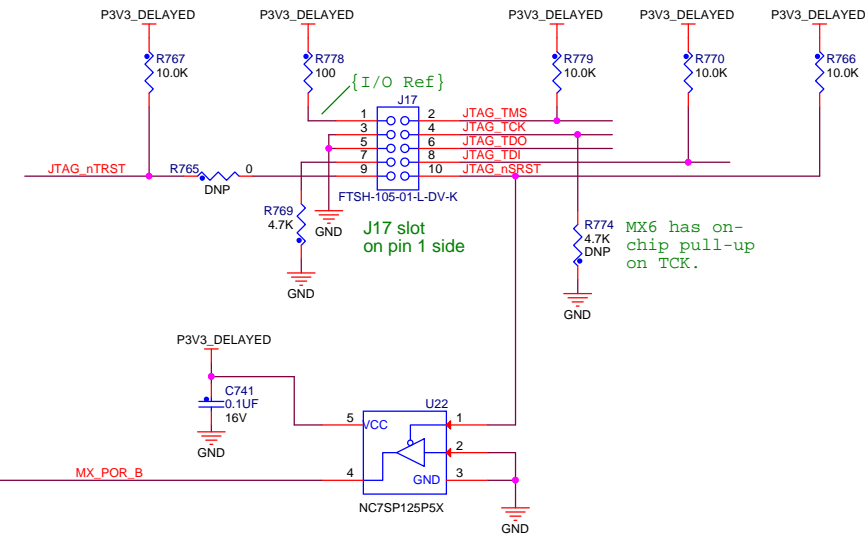 P3V3_DELAYED P3V3_DELAYED P3V3_DELAYED P3V3_DELAYED P3V3_DELAYED
R767 10.0K
R778 100
R779 10.0K
R770 10.0K
R766 10.0K
{I/O Ref}
J17
1 2 JTAG_TMS
3 4 JTAG_TCK
5 6 JTAG_TDO
7 8 JTAG_TDI
9 10 JTAG_nSRST
JTAG_nTRST
R765 0
DNP
FTSH-105-01-L-DV-K
R769
4.7K
GND
J17 slot
on pin 1 side
GND
R774
4.7K
DNP
MX6 has on-
chip pull-up
on TCK.
GND
P3V3_DELAYED
C741
0.1UF
16V
GND
U22
5 VCC 1
2
MX_POR_B 4 GND 3
NC7SP125P5X
GND